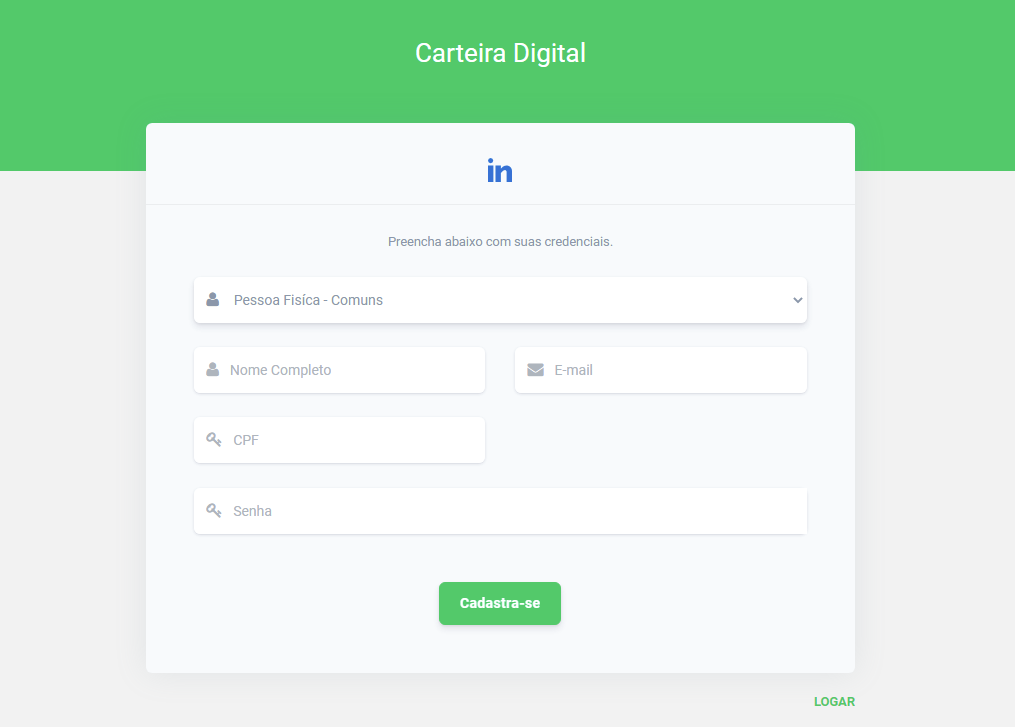 Carteira Digital
in
Preencha abaixo com suas credenciais.
Pessoa Fisíca - Comuns
Nome Completo
E-mail
CPF
Senha
Cadastra-se
LOGAR